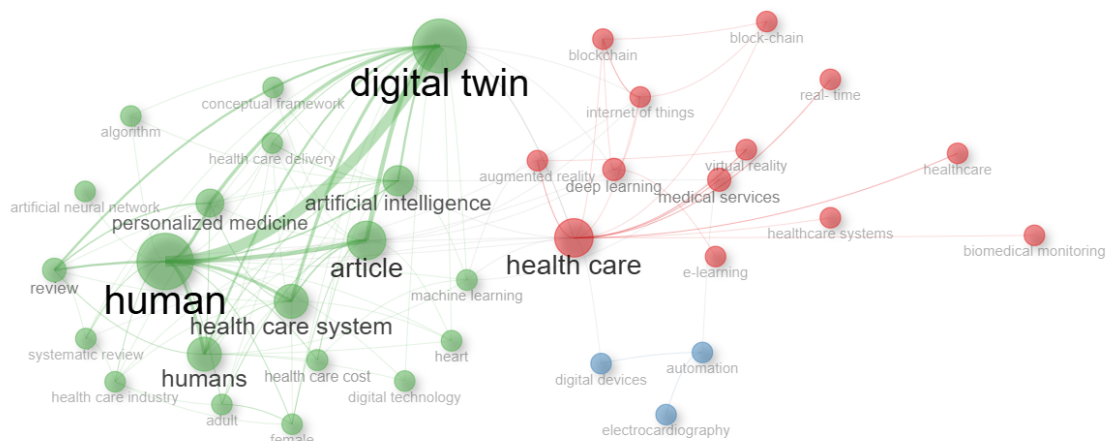 block-chain
blockchain
digital twin
real- time
conceptual framework
internet of things
algorithm
health care delivery
virtual reality
healthcare
augmented reality
deep learning
artificial intelligence
medical services
artificial neural network
personalized medicine
healthcare systems
article
health care
biomedical monitoring
e-learning
review
human
machine learning
health care system
systematic review
heart
humans
health care cost
digital devices
automation
health care industry
digital technology
adult
female
electrocardiography